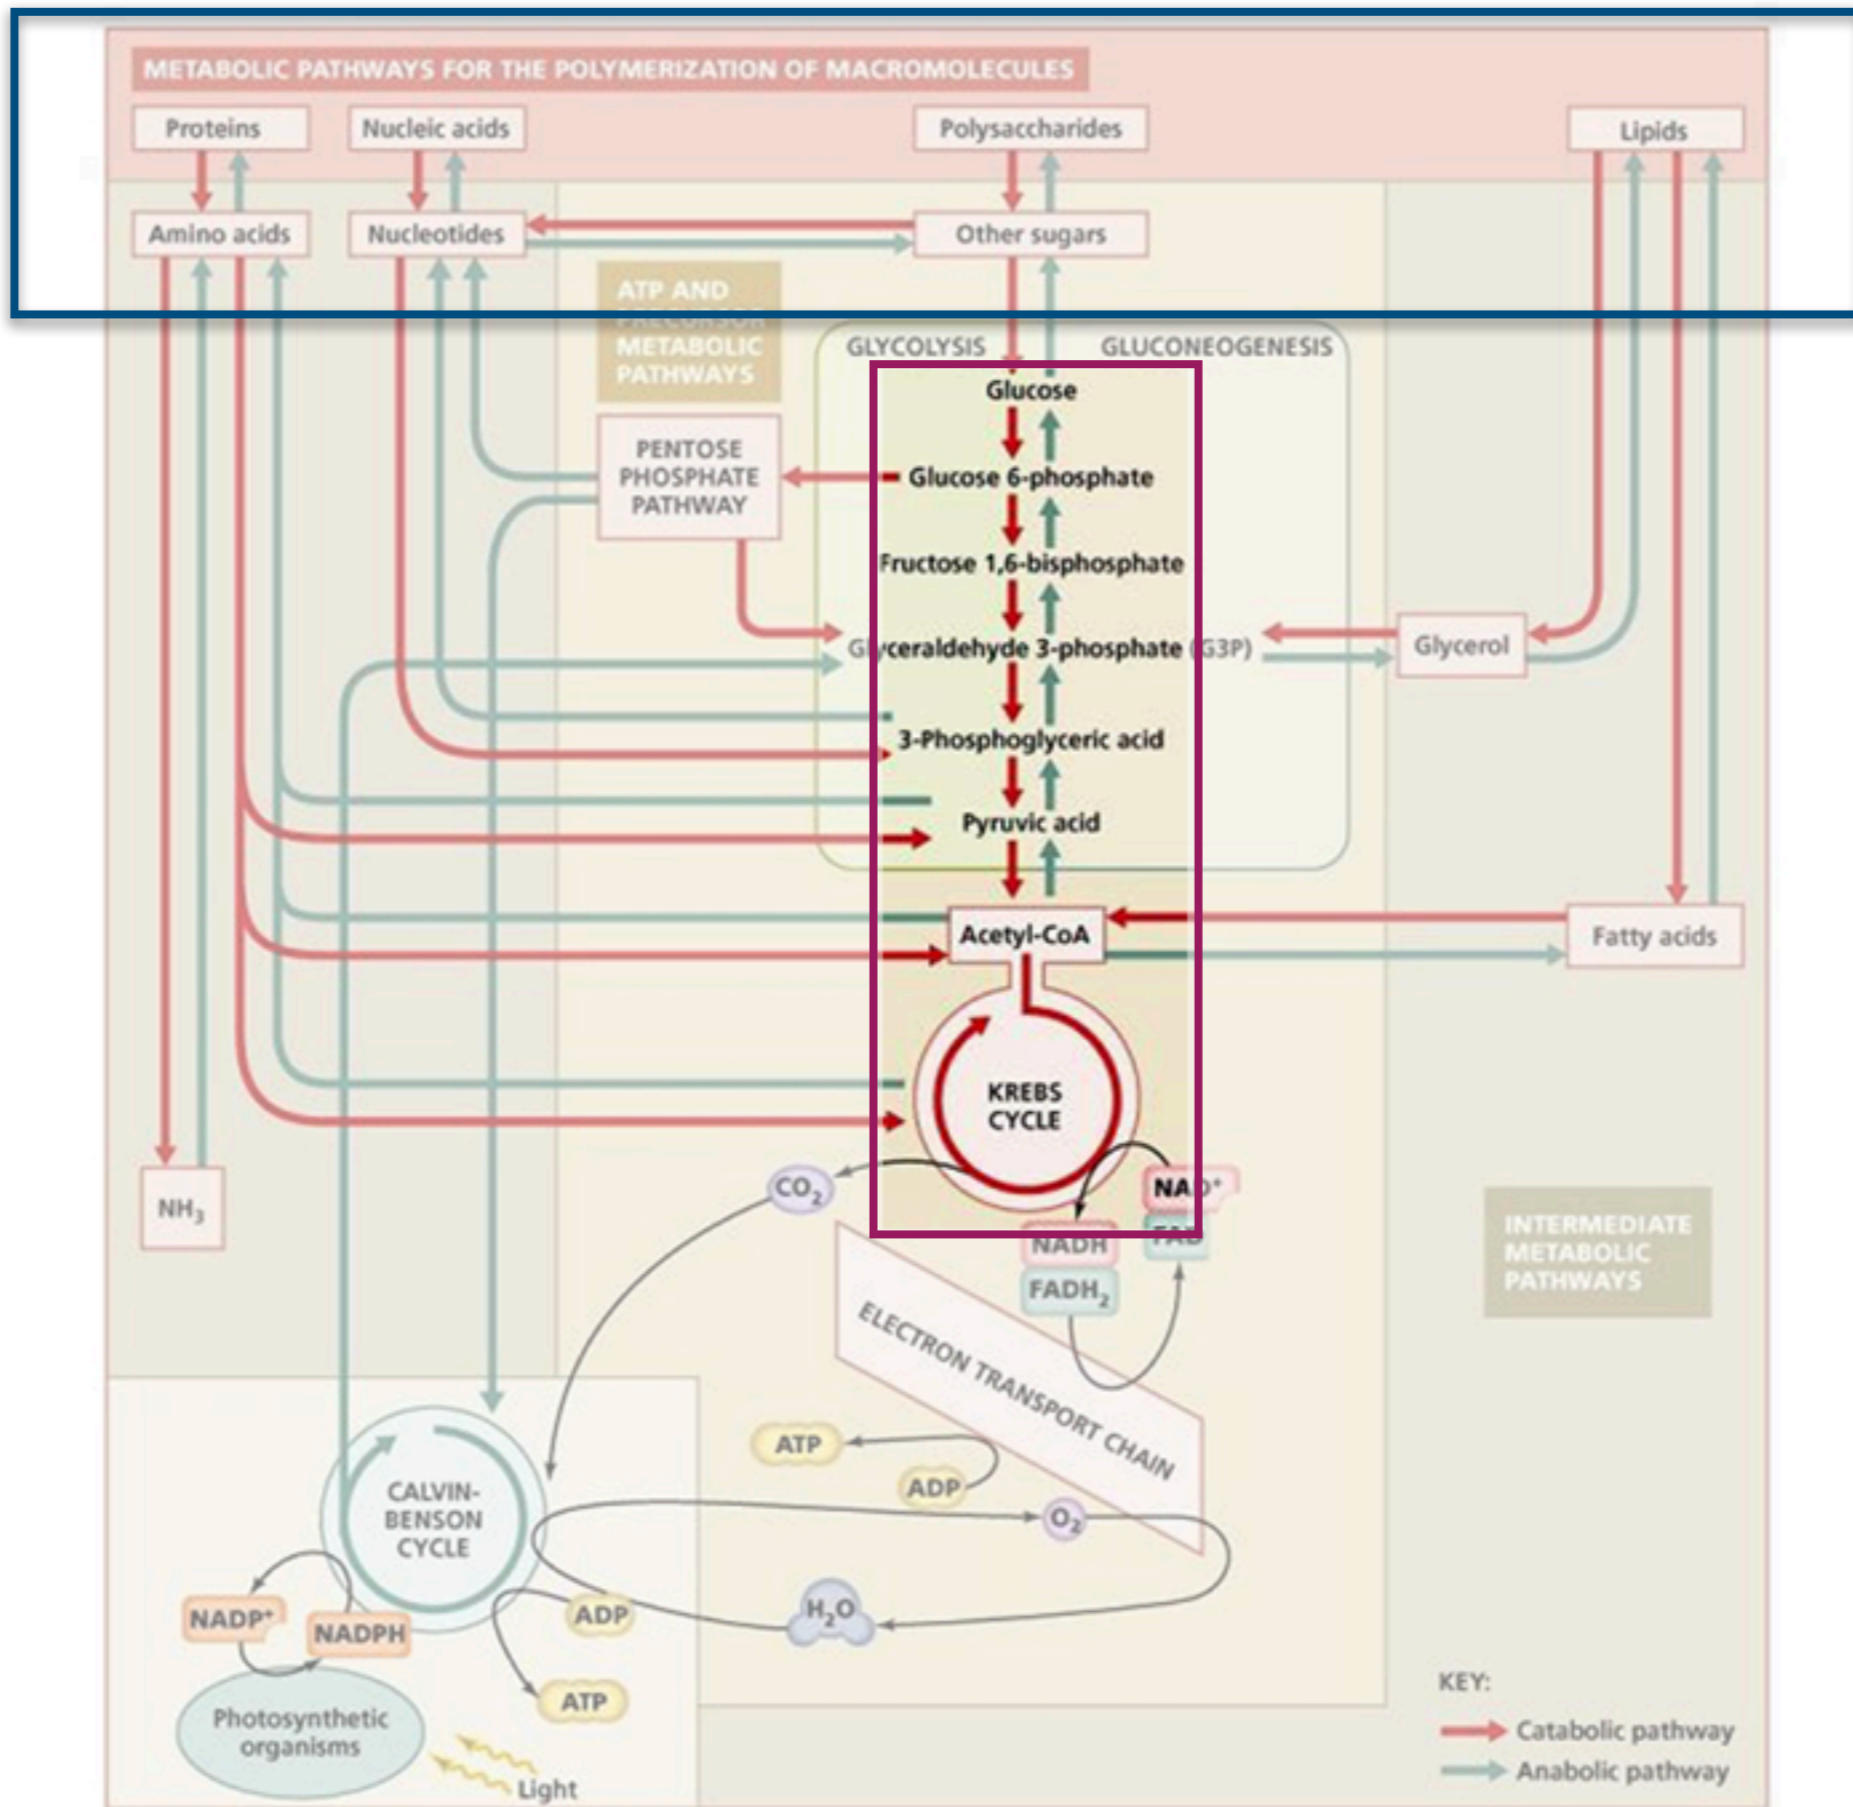 METABOLIC PATHWAYS FOR THE POLYMERIZATION OF MACROMOLECULES
Proteins
Nucleic acids
Polysaccharides
Lipids
Amino acids
Nucleotides
Other sugars
ATP AND
PRECURSOR
METABOLIC
PATHWAYS
GLYCOLYSIS
GLUCONEOGENESIS
Glucose
PENTOSE
PHOSPHATE
PATHWAY
Glucose 6-phosphate
Fructose 1,6-bisphosphate
Glyceraldehyde 3-phosphate (G3P)
Glycerol
3-Phosphoglyceric acid
Pyruvic acid
Acetyl-CoA
Fatty acids
KREBS
CYCLE
CO₂
NAD⁺
FAD
NADH
FADH₂
NH₃
INTERMEDIATE
METABOLIC
PATHWAYS
ELECTRON TRANSPORT CHAIN
ATP
ADP
O₂
CALVIN-
BENSON
CYCLE
NADP⁺
NADPH
ADP
H₂O
ATP
Photosynthetic
organisms
Light
KEY:
Catabolic pathway
Anabolic pathway